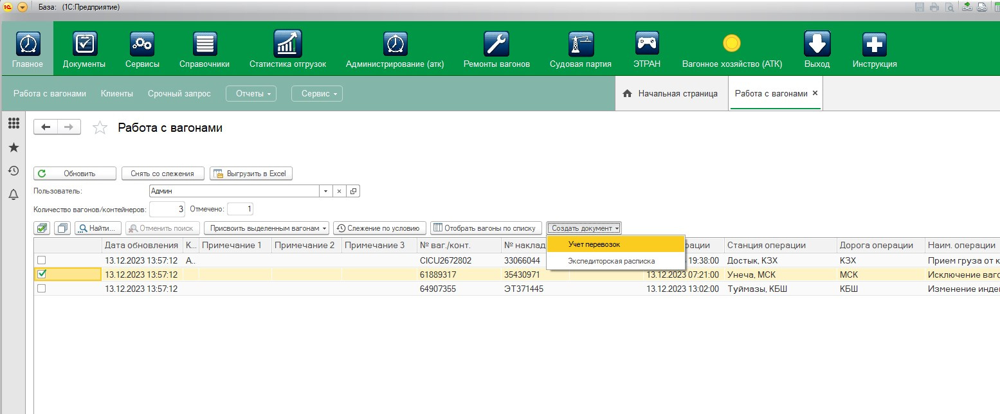 База: (1С:Предприятие)
Главное Документы Сервисы Справочники Статистика отгрузок Администрирование (атк) Ремонты вагонов Судовая партия ЭТРАН Вагонное хозяйство (АТК) Выход Инструкция
Работа с вагонами Клиенты Срочный запрос Отчеты Сервис Начальная страница Работа с вагонами
Работа с вагонами
Обновить Снять со слежения Выгрузить в Excel
Пользователь: Админ
Количество вагонов/контейнеров: 3 Отмечено: 1
Найти... Отменить поиск Присвоить выделенным вагонам Слежение по условию Отобрать вагоны по списку Создать документ
Учет перевозок
Экспедиторская расписка
Дата обновления К... Примечание 1 Примечание 2 Примечание 3 № ваг./конт. № наклад рации Станция операции Дорога операции Наим. операции
13.12.2023 13:57:12 А.. CICU2672802 33066044 19:38:00 Достык, КЗХ КЗХ Прием груза от к
13.12.2023 13:57:12 61889317 35430971 13.12.2023 07:21:00 Унеча, МСК МСК Исключение ваго
13.12.2023 13:57:12 64907355 ЭТ371445 13.12.2023 13:02:00 Туймазы, КБШ КБШ Изменение инде